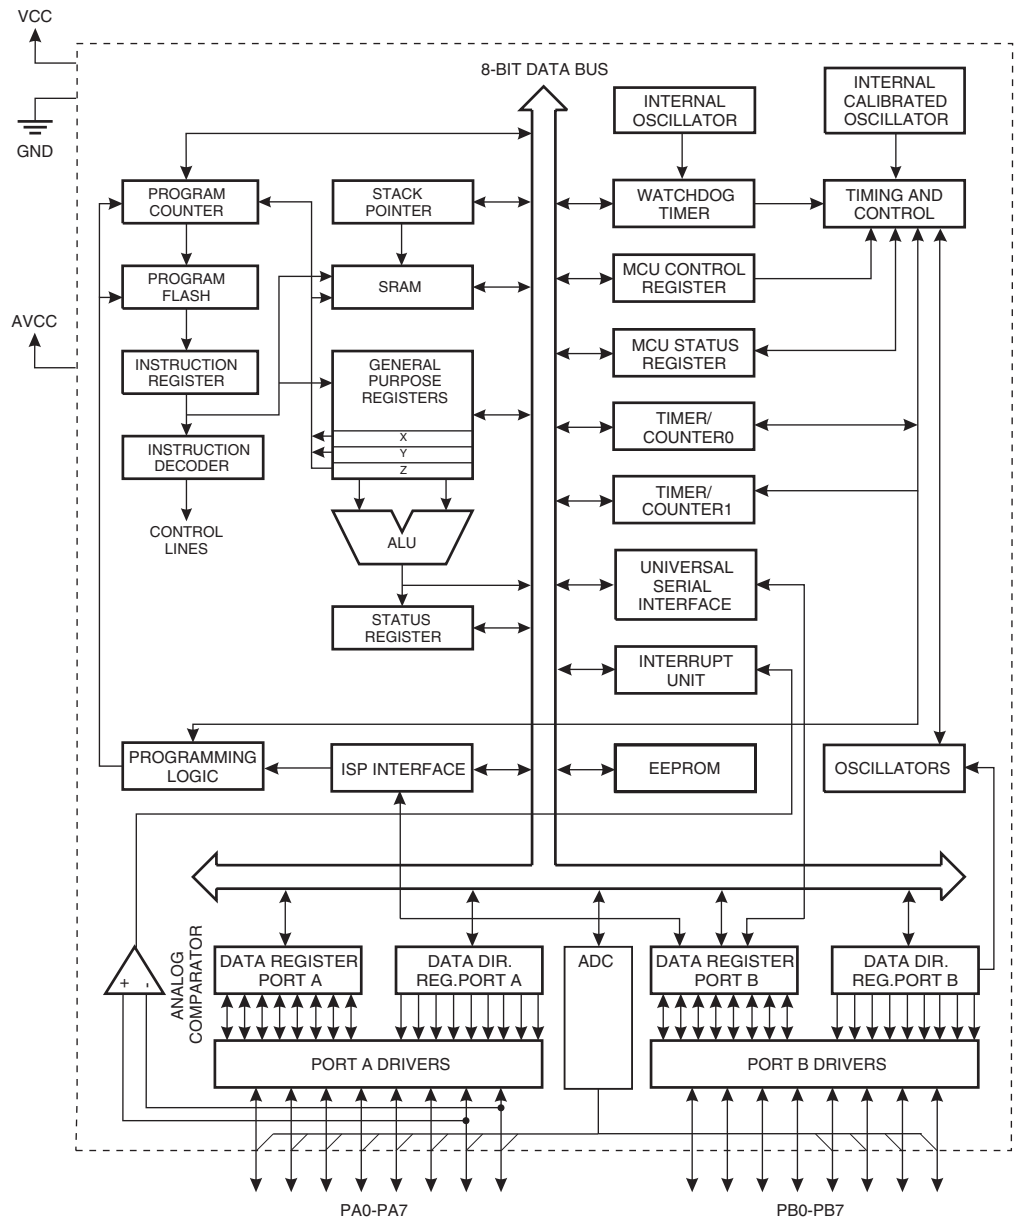 VCC
8-BIT DATA BUS
GND
AVCC
INTERNAL
OSCILLATOR
INTERNAL
CALIBRATED
OSCILLATOR
PROGRAM
COUNTER
STACK
POINTER
WATCHDOG
TIMER
TIMING AND
CONTROL
PROGRAM
FLASH
SRAM
MCU CONTROL
REGISTER
INSTRUCTION
REGISTER
GENERAL
PURPOSE
REGISTERS
X
Y
Z
MCU STATUS
REGISTER
INSTRUCTION
DECODER
TIMER/
COUNTER0
CONTROL
LINES
ALU
TIMER/
COUNTER1
STATUS
REGISTER
UNIVERSAL
SERIAL
INTERFACE
INTERRUPT
UNIT
PROGRAMMING
LOGIC
ISP INTERFACE
EEPROM
OSCILLATORS
+
-
ANALOG
COMPARATOR
DATA REGISTER
PORT A
DATA DIR.
REG.PORT A
ADC
DATA REGISTER
PORT B
DATA DIR.
REG.PORT B
PORT A DRIVERS
PORT B DRIVERS
PA0-PA7
PB0-PB7